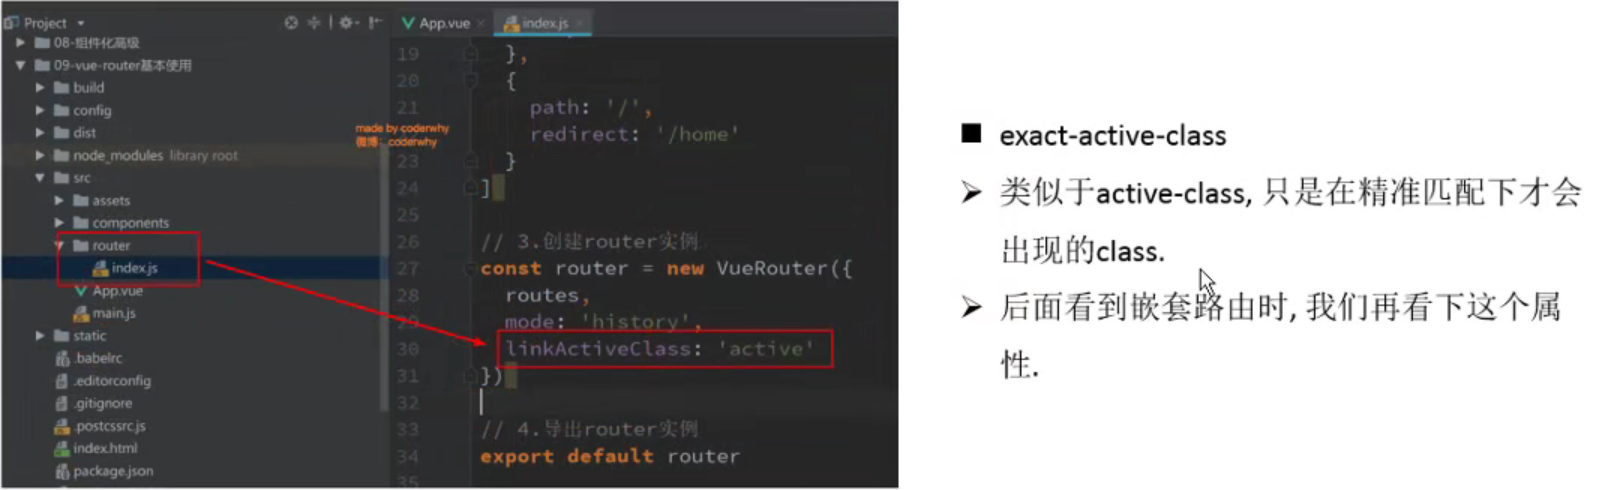 Project
08-组件化高级
09-vue-router基本使用
build
config
dist
node_modules library root
src
assets
components
router
index.js
App.vue
main.js
static
.babelrc
.editorconfig
.gitignore
.postcssrc.js
index.html
package.json
made by coderwhy
微博: coderwhy
App.vue
index.js
19 },
20 {
21 path: '/',
redirect: '/home'
23 }
24 ]
25
26 // 3.创建router实例
27 const router = new VueRouter({
28 routes,
29 mode: 'history',
30 linkActiveClass: 'active'
31 })
32
33 // 4.导出router实例
34 export default router
35
exact-active-class
类似于active-class, 只是在精准匹配下才会
出现的class.
后面看到嵌套路由时, 我们再看下这个属
性.